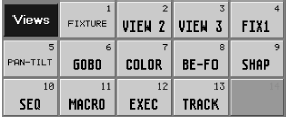 Views
1
FIXTURE
2
VIEW 2
3
VIEW 3
4
FIX1
5
PAN-TILT
6
GOBO
7
COLOR
8
BE-FO
9
SHAP
10
SEQ
11
MACRO
12
EXEC
13
TRACK
14